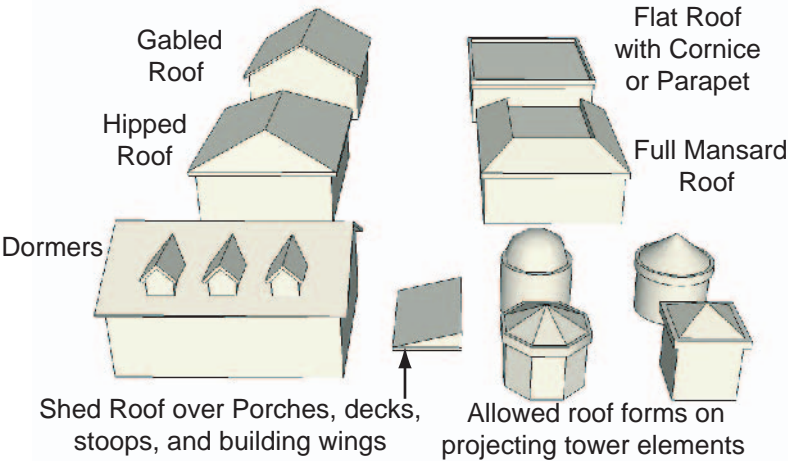 Gabled
Roof
Flat Roof
with Cornice
or Parapet
Hipped
Roof
Full Mansard
Roof
Dormers
Shed Roof over Porches, decks,
stoops, and building wings
Allowed roof forms on
projecting tower elements